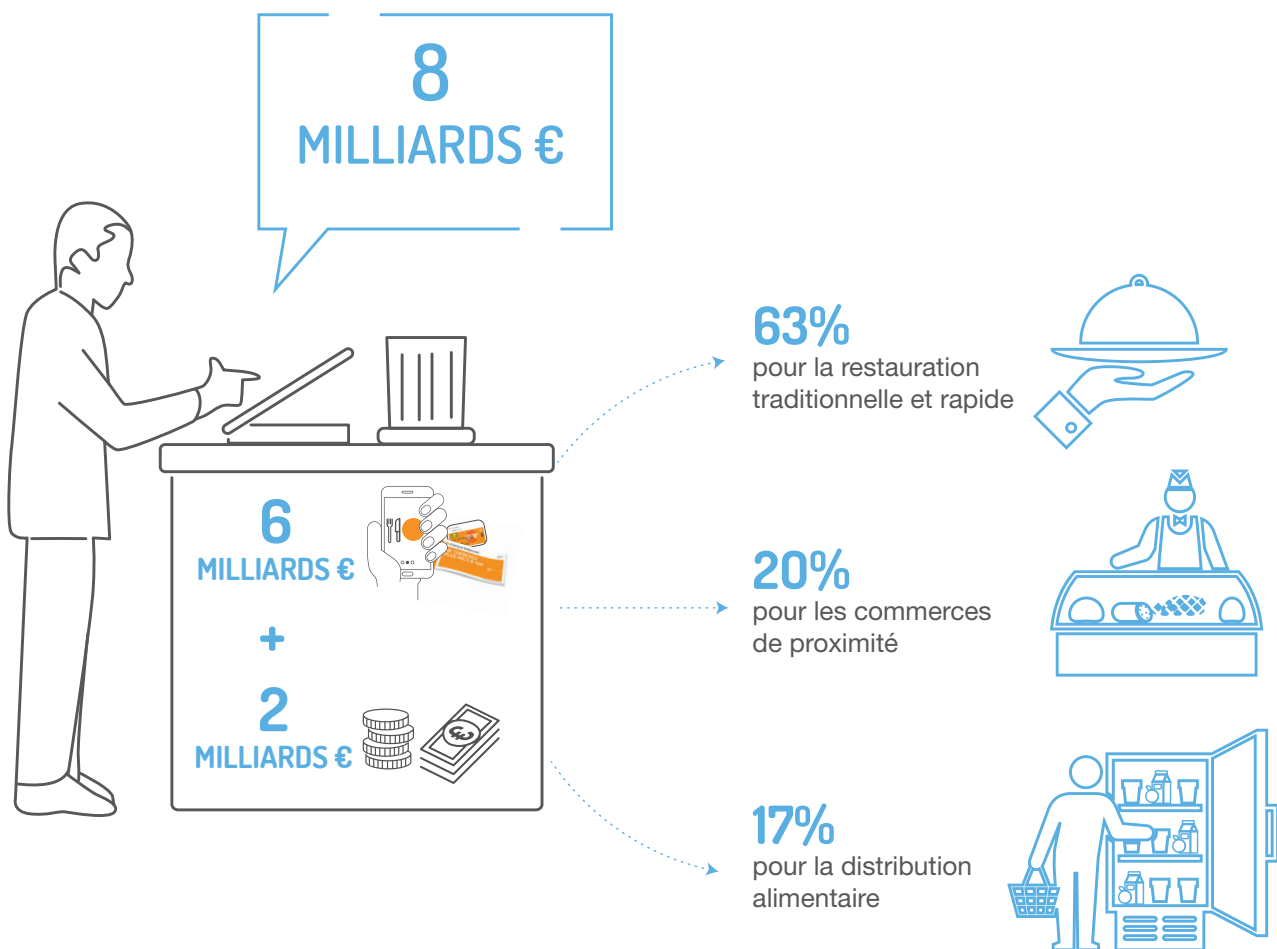 8
MILLIARDS €
6
MILLIARDS €
+
2
MILLIARDS €
63%
pour la restauration
traditionnelle et rapide
20%
pour les commerces
de proximité
17%
pour la distribution
alimentaire